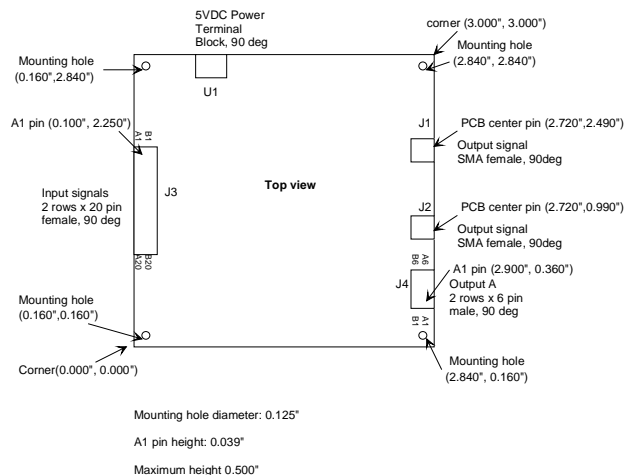 5VDC Power
Terminal
Block, 90 deg
corner (3.000", 3.000")
Mounting hole
(0.160",2.840")
Mounting hole
(2.840", 2.840")
U1
A1 pin (0.100", 2.250")
B1
A1
J1
PCB center pin (2.720",2.490")
Output signal
SMA female, 90deg
Input signals
2 rows x 20 pin
female, 90 deg
J3
Top view
J2
PCB center pin (2.720",0.990")
Output signal
SMA female, 90deg
B20
A20
A6
B6
A1 pin (2.900", 0.360")
J4
Output A
2 rows x 6 pin
male, 90 deg
Mounting hole
(0.160",0.160")
A1
B1
Corner(0.000", 0.000")
Mounting hole
(2.840", 0.160")
Mounting hole diameter: 0.125"
A1 pin height: 0.039"
Maximum height 0.500"